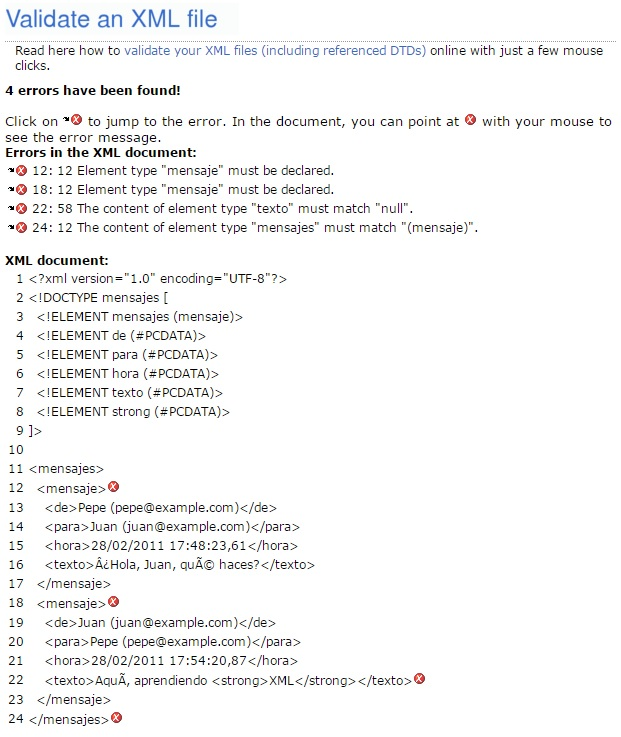 Validate an XML file
Read here how to validate your XML files (including referenced DTDs) online with just a few mouse
clicks.
4 errors have been found!
Click on to jump to the error. In the document, you can point at with your mouse to
see the error message.
Errors in the XML document:
12: 12 Element type "mensaje" must be declared.
18: 12 Element type "mensaje" must be declared.
22: 58 The content of element type "texto" must match "null".
24: 12 The content of element type "mensajes" must match "(mensaje)".
XML document:
1 <?xml version="1.0" encoding="UTF-8"?>
2 <!DOCTYPE mensajes [
3 <!ELEMENT mensajes (mensaje)>
4 <!ELEMENT de (#PCDATA)>
5 <!ELEMENT para (#PCDATA)>
6 <!ELEMENT hora (#PCDATA)>
7 <!ELEMENT texto (#PCDATA)>
8 <!ELEMENT strong (#PCDATA)>
9 ]>
10
11 <mensajes>
12 <mensaje>
13 <de>Pepe (pepe@example.com)</de>
14 <para>Juan (juan@example.com)</para>
15 <hora>28/02/2011 17:48:23,61</hora>
16 <texto>Â¿Hola, Juan, quÃ© haces?</texto>
17 </mensaje>
18 <mensaje>
19 <de>Juan (juan@example.com)</de>
20 <para>Pepe (pepe@example.com)</para>
21 <hora>28/02/2011 17:54:20,87</hora>
22 <texto>AquÃ, aprendiendo <strong>XML</strong></texto>
23 </mensaje>
24 </mensajes>